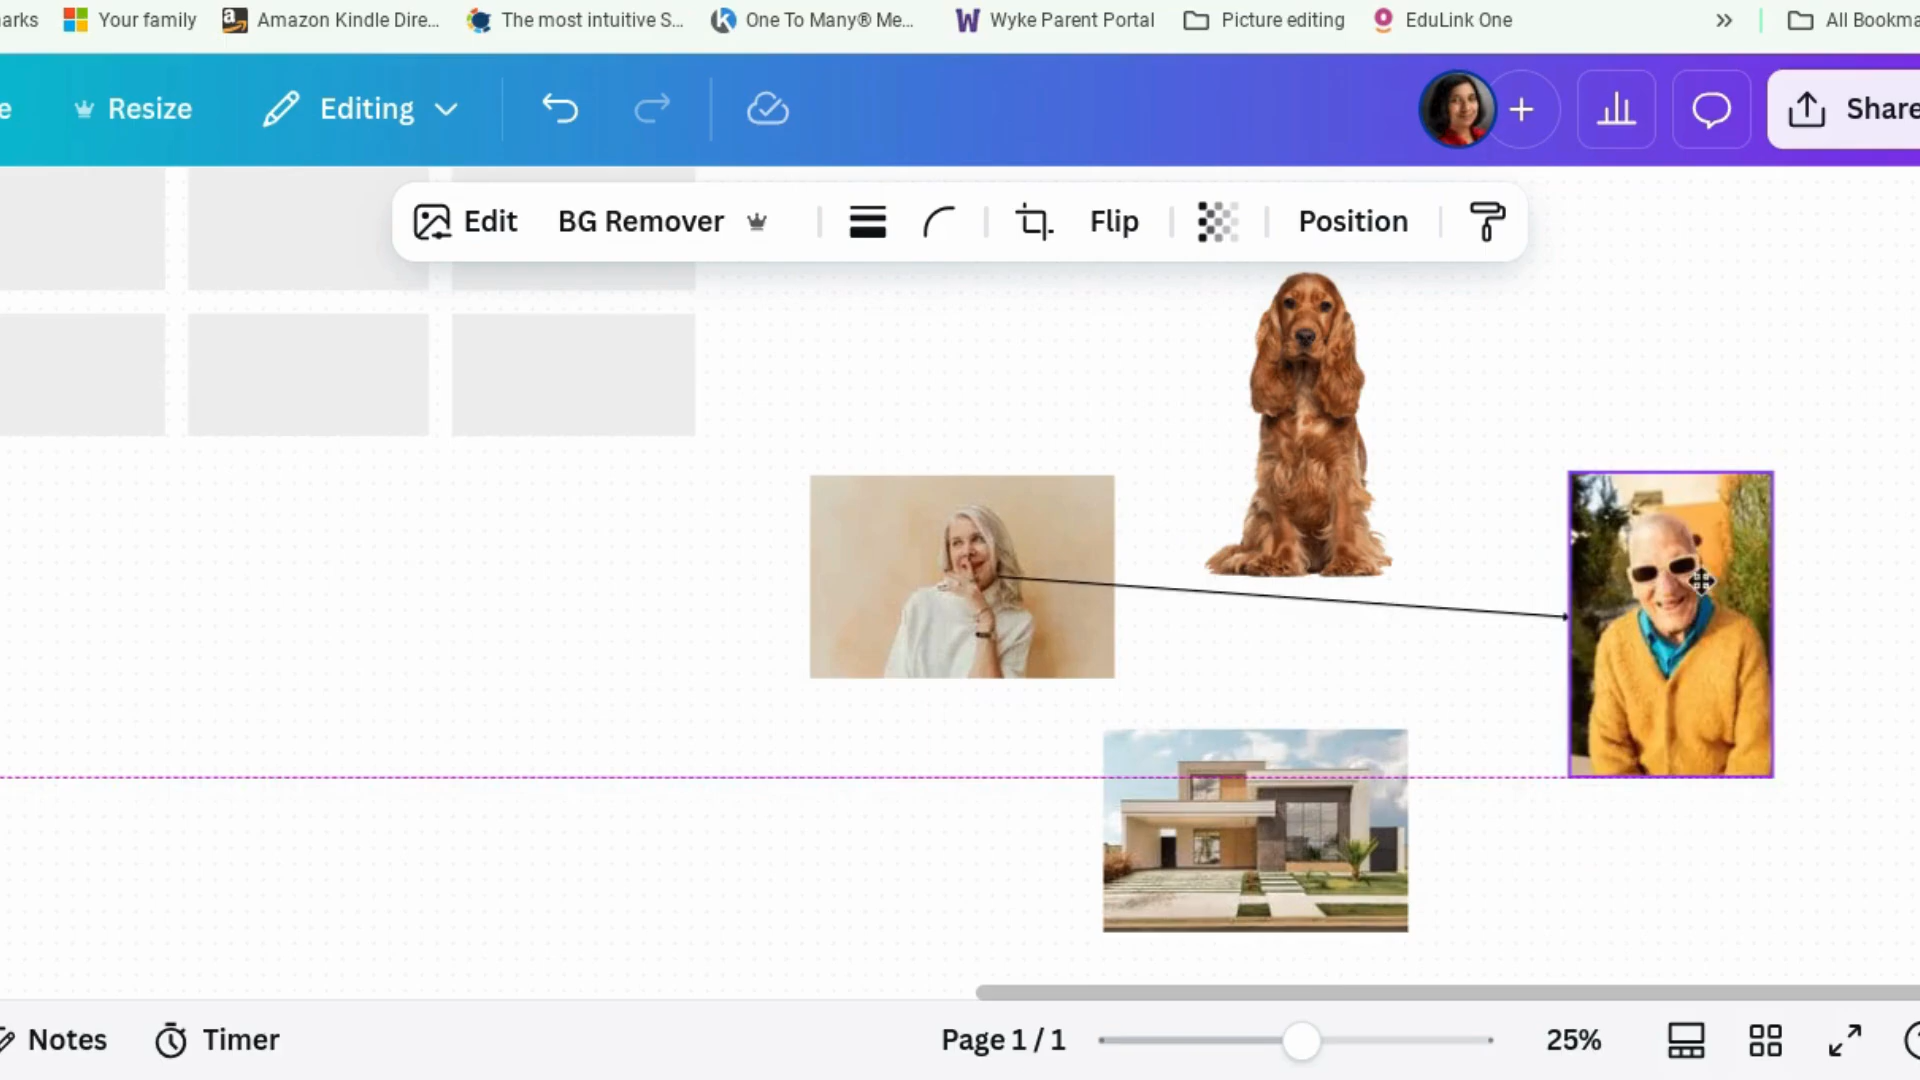 arks Your family Amazon Kindle Dire... The most intuitive S... One To Many® Me... Wyke Parent Portal Picture editing EduLink One » All Bookma
e Resize Editing + Share
Edit BG Remover Flip Position
Notes Timer Page 1 / 1 25%